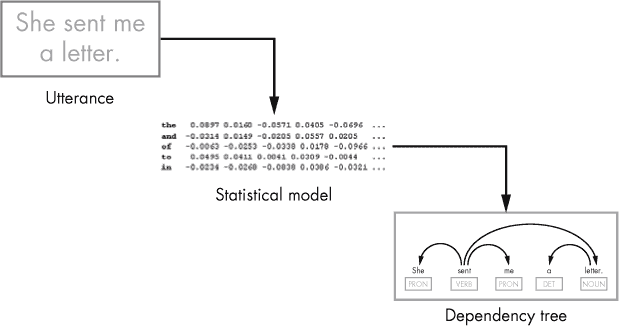 She sent me
a letter.
Utterance
the 0.0897 0.0160 -0.0571 0.0405 -0.0696 ...
and -0.0314 0.0149 -0.0205 0.0557 0.0205 ...
of -0.0063 -0.0253 -0.0338 0.0178 -0.0966 ...
to 0.0495 0.0411 0.0041 0.0309 -0.0044 ...
in -0.0234 -0.0268 -0.0838 0.0386 -0.0321 ...
Statistical model
She sent me a letter.
PRON VERB PRON DET NOUN
Dependency tree